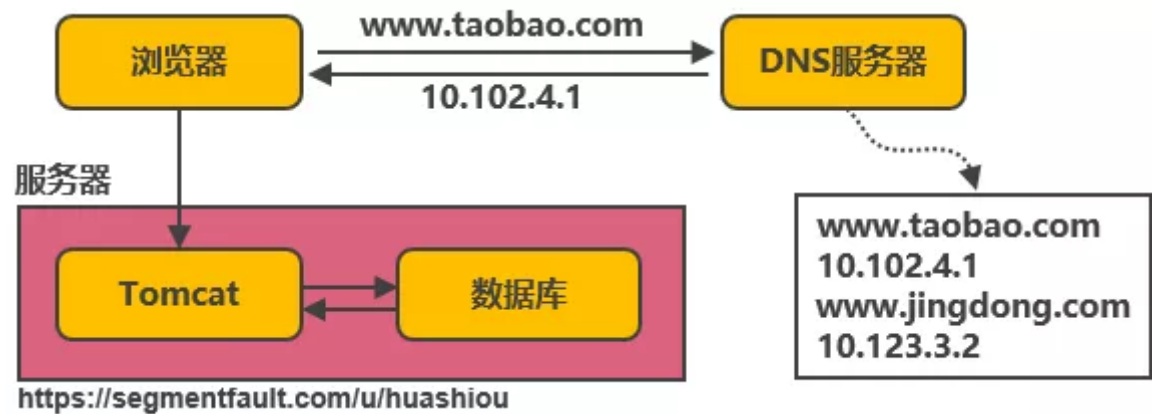 www.taobao.com
浏览器
DNS服务器
10.102.4.1
服务器
Tomcat
数据库
www.taobao.com
10.102.4.1
www.jingdong.com
10.123.3.2
https://segmentfault.com/u/huashiou